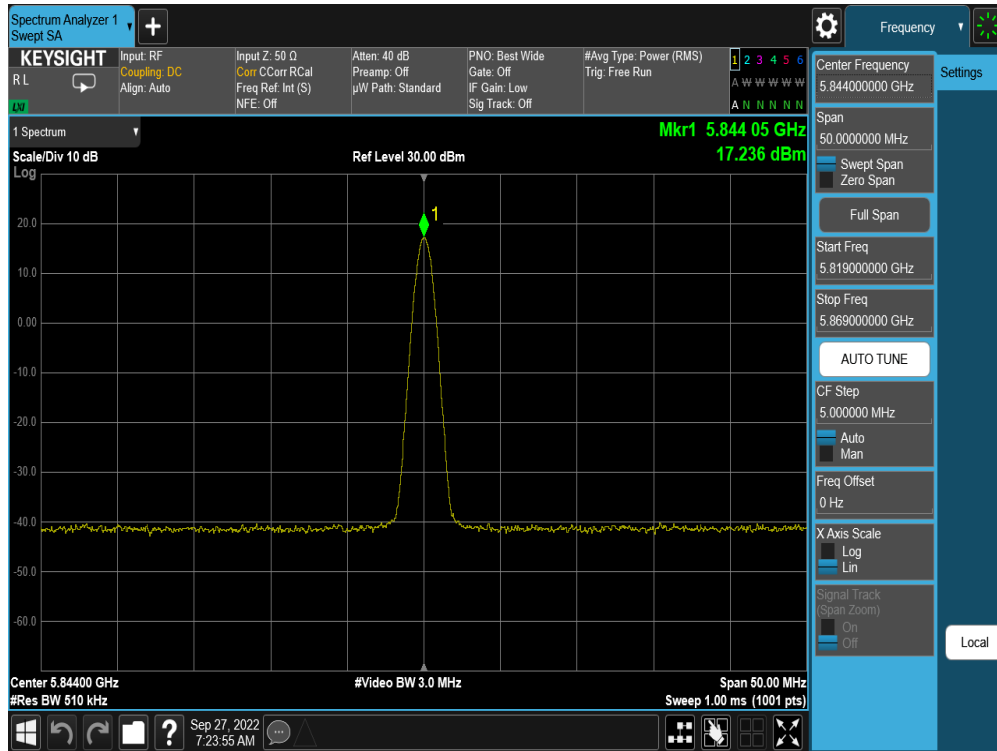 Spectrum Analyzer 1
Swept SA
+
Frequency
KEYSIGHT
R L
LXI
Input: RF
Coupling: DC
Align: Auto
Input Z: 50 Ω
Corr CCorr RCal
Freq Ref: Int (S)
NFE: Off
Atten: 40 dB
Preamp: Off
µW Path: Standard
PNO: Best Wide
Gate: Off
IF Gain: Low
Sig Track: Off
#Avg Type: Power (RMS)
Trig: Free Run
1 2 3 4 5 6
A W W W W W
A N N N N N
1 Spectrum
Scale/Div 10 dB
Log
Ref Level 30.00 dBm
Mkr1 5.844 05 GHz
17.236 dBm
1
20.0
10.0
0.00
-10.0
-20.0
-30.0
-40.0
-50.0
-60.0
Center 5.84400 GHz
#Res BW 510 kHz
#Video BW 3.0 MHz
Span 50.00 MHz
Sweep 1.00 ms (1001 pts)
Center Frequency
5.844000000 GHz
Settings
Span
50.0000000 MHz
Swept Span
Zero Span
Full Span
Start Freq
5.819000000 GHz
Stop Freq
5.869000000 GHz
AUTO TUNE
CF Step
5.000000 MHz
Auto
Man
Freq Offset
0 Hz
X Axis Scale
Log
Lin
Signal Track
(Span Zoom)
On
Off
Local
?
Sep 27, 2022
7:23:55 AM